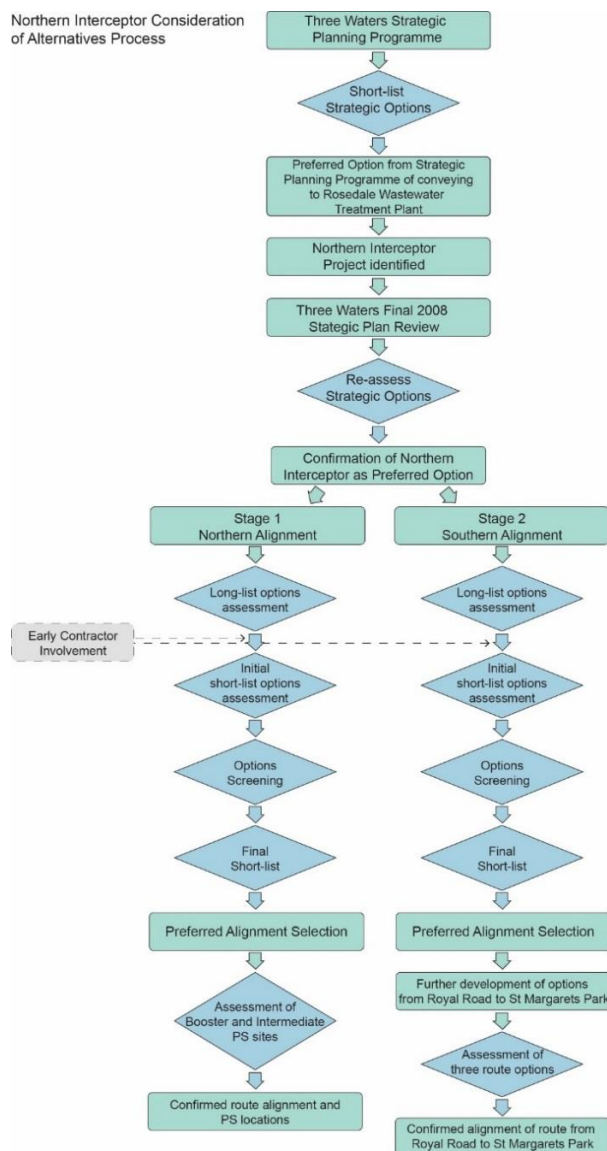 Northern Interceptor Consideration
of Alternatives Process
Three Waters Strategic
Planning Programme
Short-list
Strategic Options
Preferred Option from Strategic
Planning Programme of conveying
to Rosedale Wastewater
Treatment Plant
Northern Interceptor
Project identified
Three Waters Final 2008
Stategic Plan Review
Re-assess
Strategic Options
Confirmation of Northern
Interceptor as Preferred Option
Stage 1
Northern Alignment
Long-list options
assessment
Early Contractor
Involvement
Initial
short-list options
assessment
Options
Screening
Final
Short-list
Preferred Alignment Selection
Assessment of
Booster and Intermediate
PS sites
Confirmed route alignment and
PS locations
Stage 2
Southern Alignment
Long-list options
assessment
Initial
short-list options
assessment
Options
Screening
Final
Short-list
Preferred Alignment Selection
Further development of options
from Royal Road to St Margarets Park
Assessment of
three route options
Confirmed alignment of route from
Royal Road to St Margarets Park